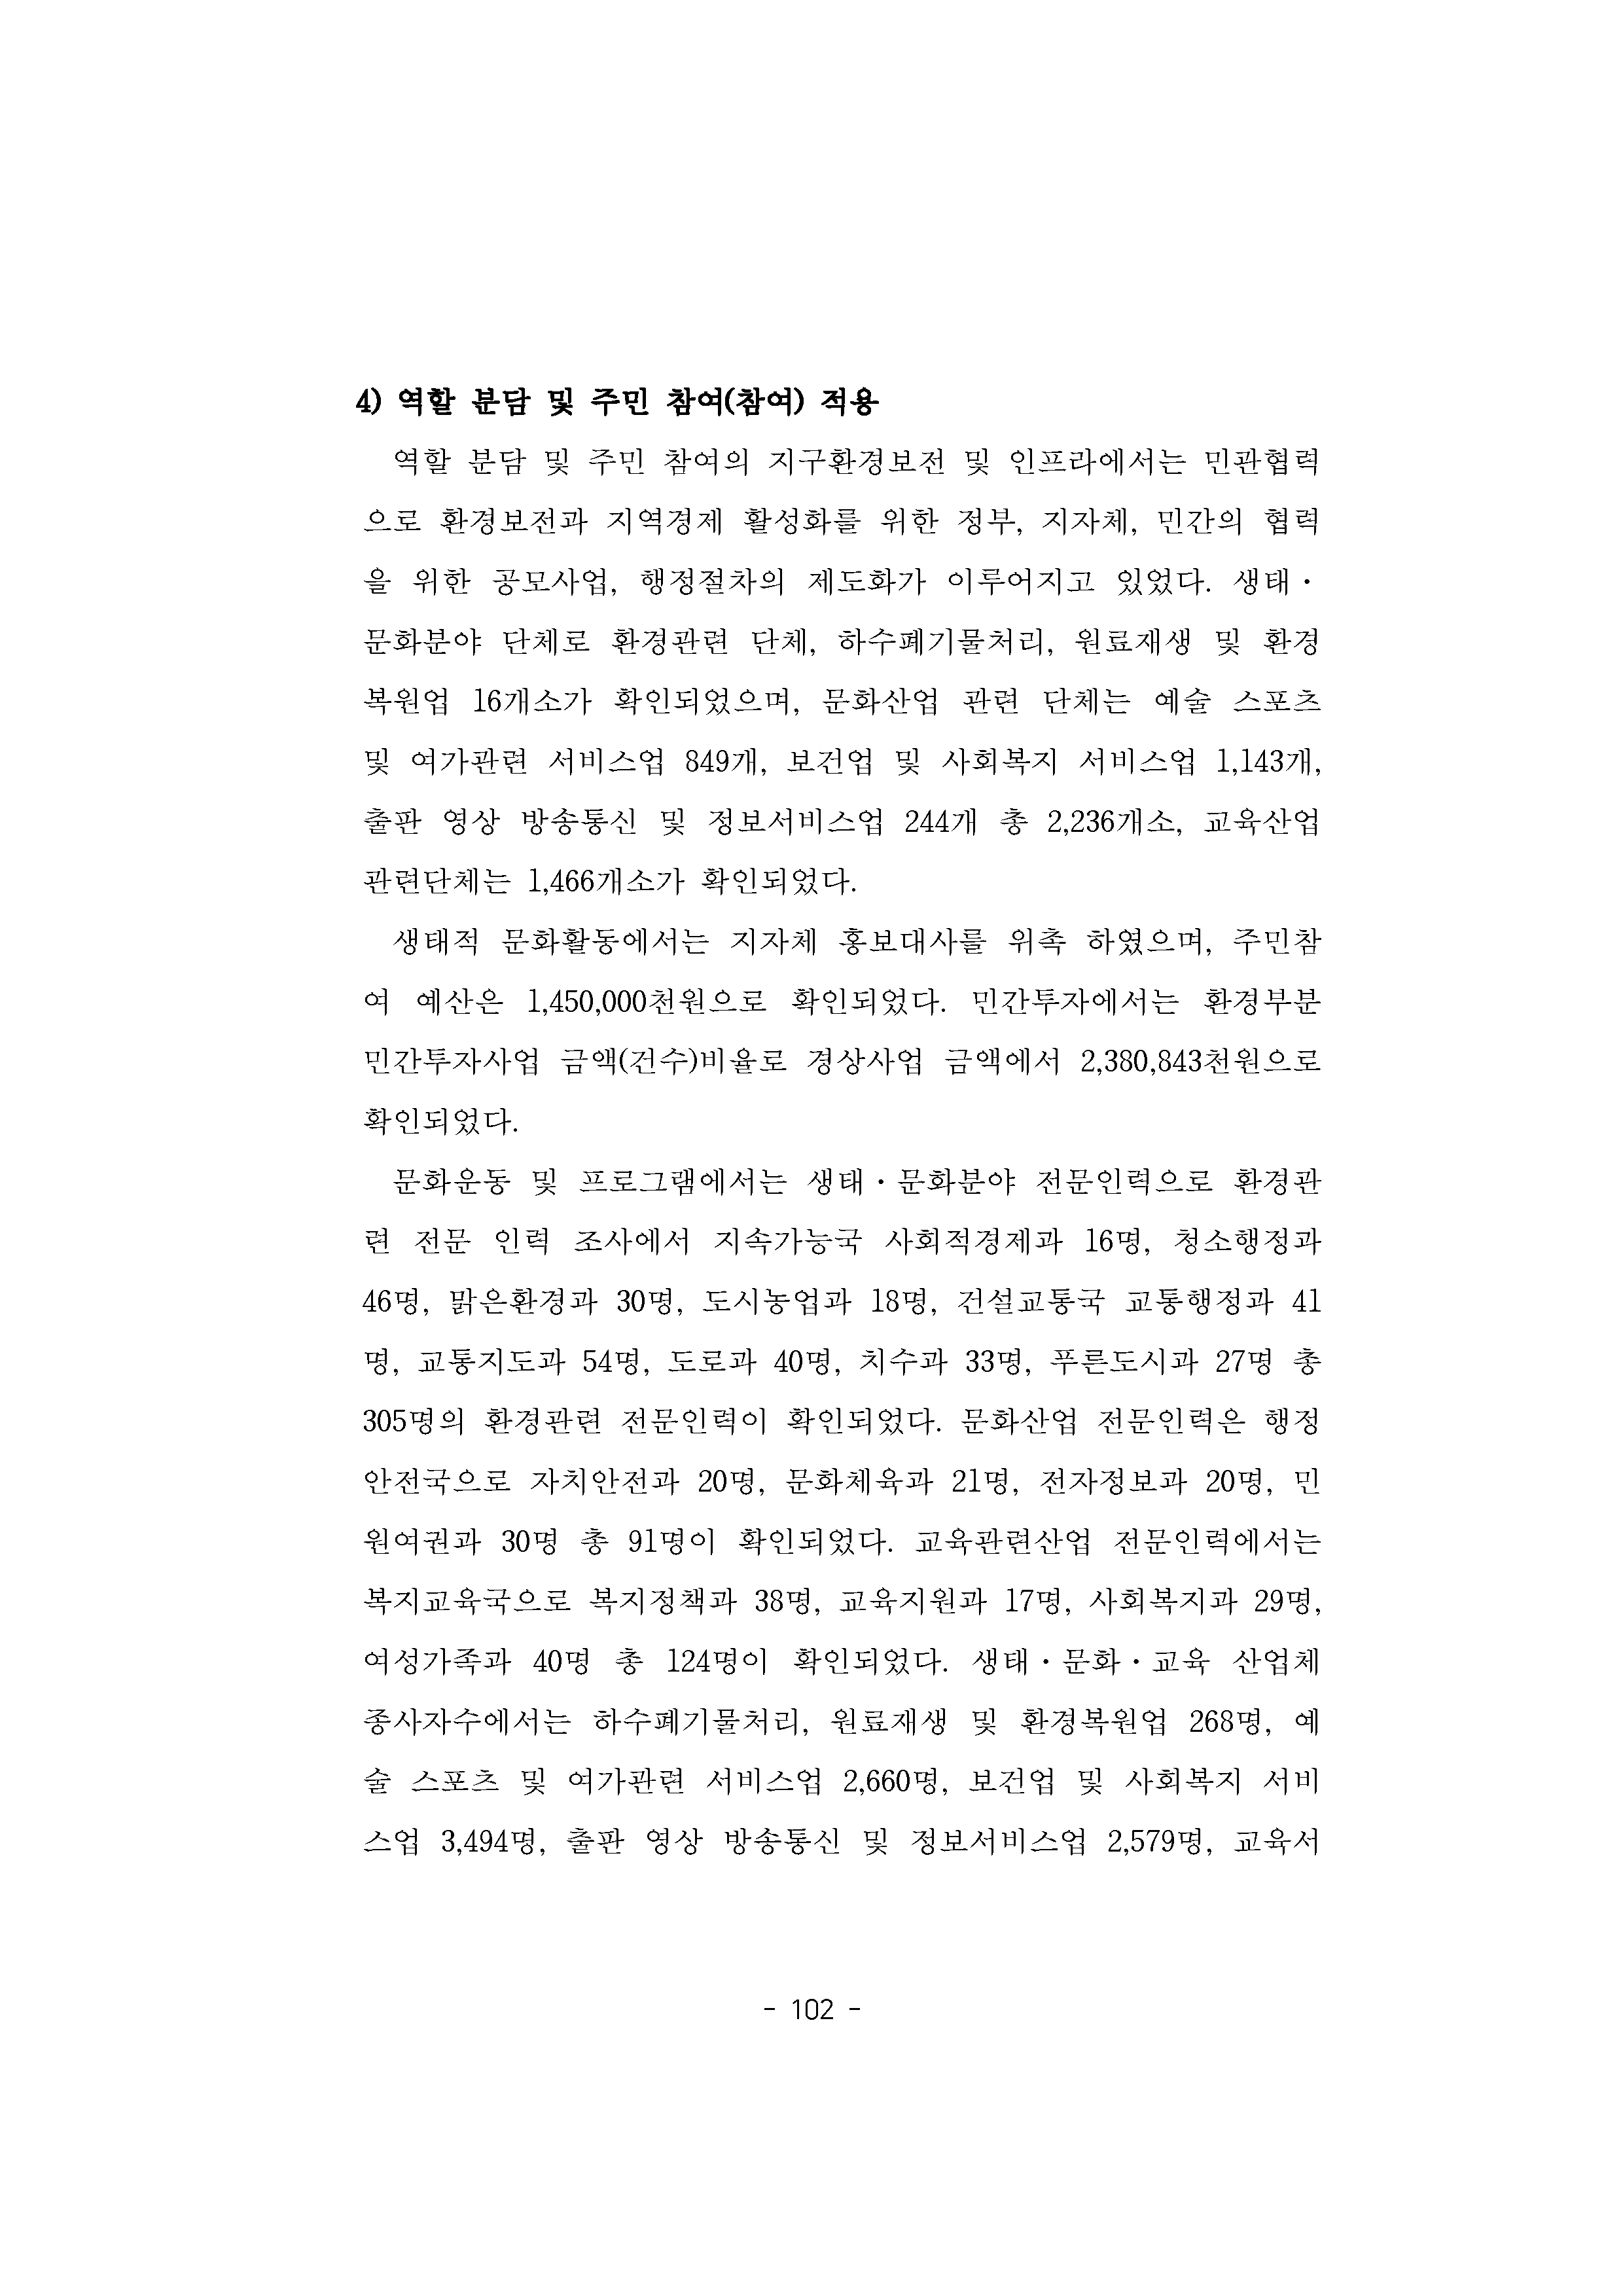 4) 역할 분담 및 주민 참여(참여) 적용
역할 분담 및 주민 참여의 지구환경보전 및 인프라에서는 민관협력
으로 환경보전과 지역경제 활성화를 위한 정부, 지자체, 민간의 협력
을 위한 공모사업, 행정절차의 제도화가 이루어지고 있었다. 생태·
문화분야 단체로 환경관련 단체, 하수폐기물처리, 원료재생 및 환경
복원업 16개소가 확인되었으며, 문화산업 관련 단체는 예술 스포츠
및 여가관련 서비스업 849개, 보건업 및 사회복지 서비스업 1,143개,
출판 영상 방송통신 및 정보서비스업 244개 총 2,236개소, 교육산업
관련단체는 1,466개소가 확인되었다.
생태적 문화활동에서는 지자체 홍보대사를 위촉 하였으며, 주민참
여 예산은 1,450,000천원으로 확인되었다. 민간투자에서는 환경부분
민간투자사업 금액(건수)비율로 경상사업 금액에서 2,380,843천원으로
확인되었다.
문화운동 및 프로그램에서는 생태·문화분야 전문인력으로 환경관
련 전문 인력 조사에서 지속가능국 사회적경제과 16명, 청소행정과
46명, 맑은환경과 30명, 도시농업과 18명, 건설교통국 교통행정과 41
명, 교통지도과 54명, 도로과 40명, 치수과 33명, 푸른도시과 27명 총
305명의 환경관련 전문인력이 확인되었다. 문화산업 전문인력은 행정
안전국으로 자치안전과 20명, 문화체육과 21명, 전자정보과 20명, 민
원여권과 30명 총 91명이 확인되었다. 교육관련산업 전문인력에서는
복지교육국으로 복지정책과 38명, 교육지원과 17명, 사회복지과 29명,
여성가족과 40명 총 124명이 확인되었다. 생태·문화·교육 산업체
종사자수에서는 하수폐기물처리, 원료재생 및 환경복원업 268명, 예
술 스포츠 및 여가관련 서비스업 2,660명, 보건업 및 사회복지 서비
스업 3,494명, 출판 영상 방송통신 및 정보서비스업 2,579명, 교육서
- 102 -